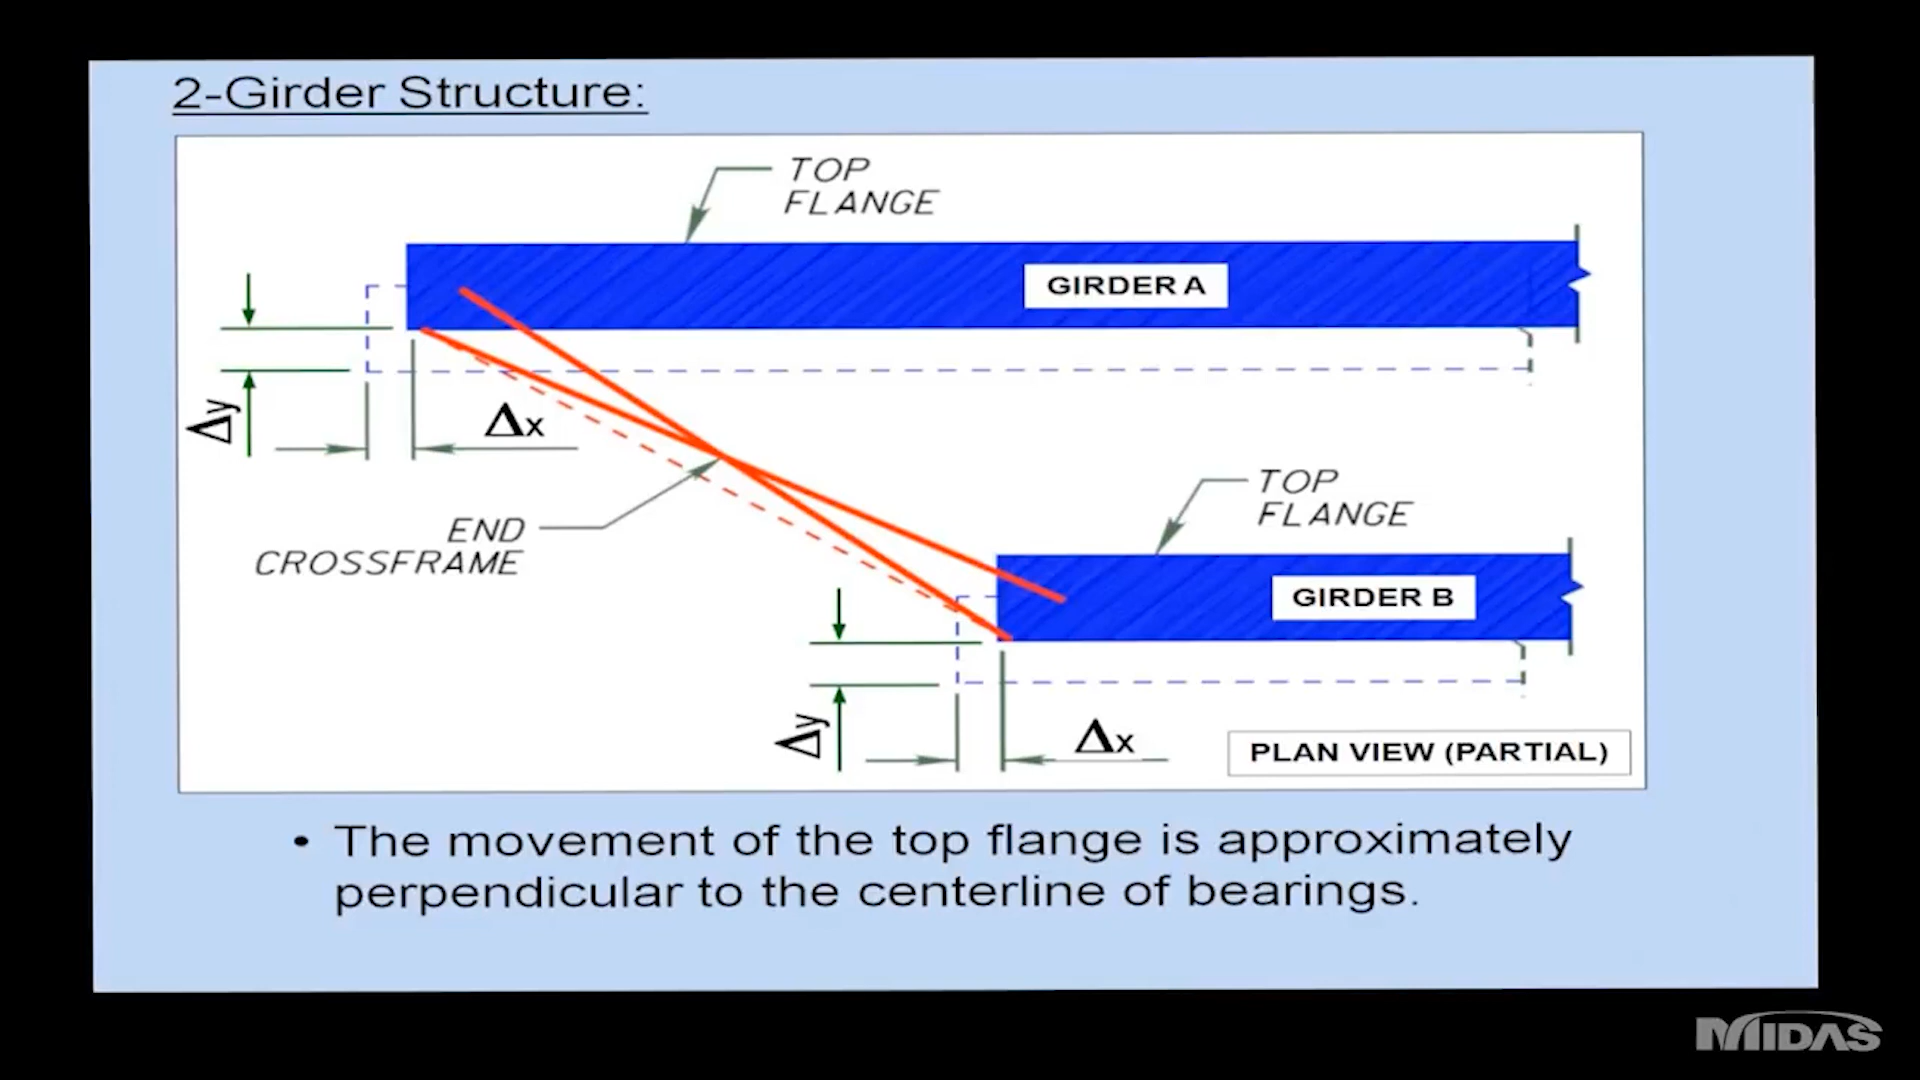 2-Girder Structure:
TOP
FLANGE
GIRDER A
Δy
Δx
END
CROSSFRAME
TOP
FLANGE
GIRDER B
Δy
Δx
PLAN VIEW (PARTIAL)
• The movement of the top flange is approximately
perpendicular to the centerline of bearings.
MIDAS